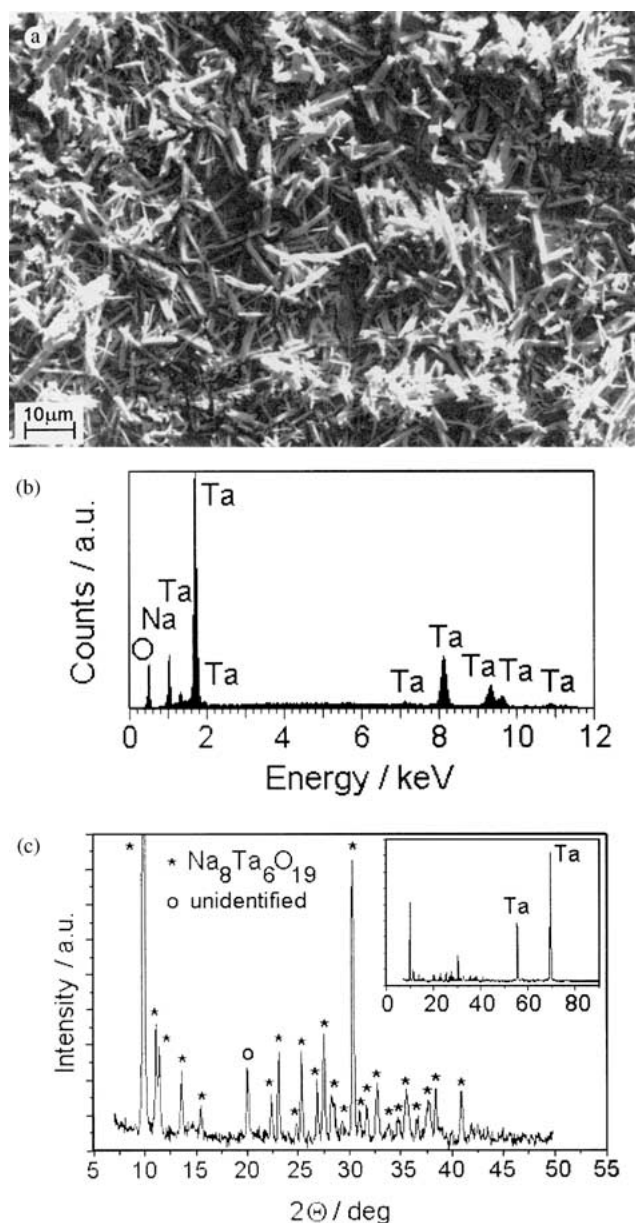 a
10μm
(b)
Counts / a.u.
O
Na
Ta
Ta
Ta
Ta
Ta
Ta
Ta
Ta
0 2 4 6 8 10 12
Energy / keV
(c)
* Na₈Ta₆O₁₉
o unidentified
Ta
Ta
0 20 40 60 80
Intensity / a.u.
5 10 15 20 25 30 35 40 45 50 55
2Θ / deg